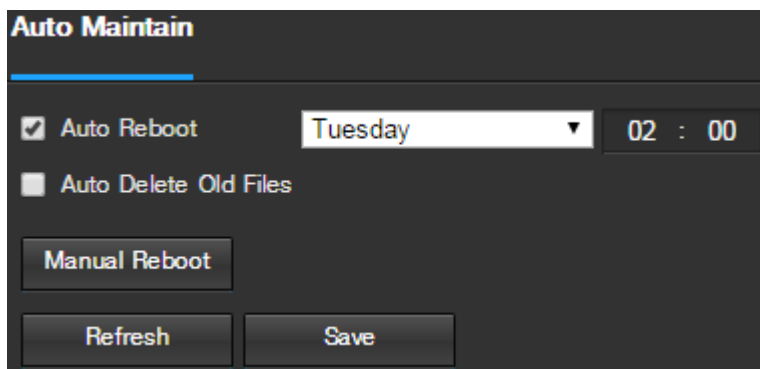 Auto Maintain
Auto Reboot Tuesday 02 : 00
Auto Delete Old Files
Manual Reboot
Refresh Save